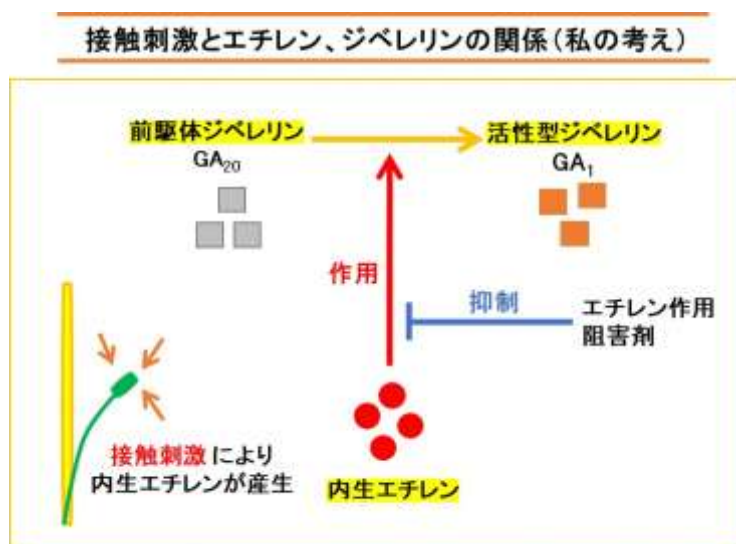 接触刺激とエチレン、ジベレリンの関係(私の考え)
前駆体ジベレリン
GA20
活性型ジベレリン
GA1
作用
抑制
エチレン作用
阻害剤
接触刺激により
内生エチレンが産生
内生エチレン